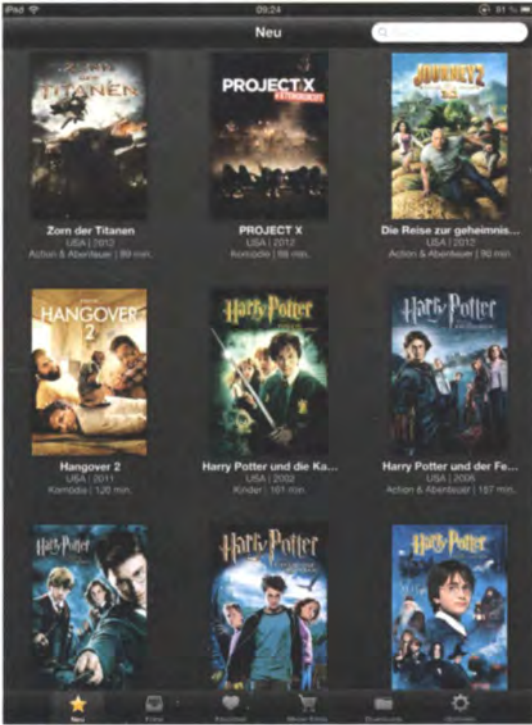 iPad
09:24
91 %
Neu
ZORN DER TITANEN
PROJECT X
JOURNEY 2
Zorn der Titanen
USA | 2012
Action & Abenteuer | 99 min.
PROJECT X
USA | 2012
Komödie | 88 min.
Die Reise zur geheimnis...
USA | 2012
Action & Abenteuer | 90 min.
HANGOVER 2
Harry Potter
Harry Potter
Hangover 2
USA | 2011
Komödie | 120 min.
Harry Potter und die Ka...
USA | 2002
Kinder | 161 min.
Harry Potter und der Fe...
USA | 2005
Action & Abenteuer | 157 min.
Harry Potter
Harry Potter
Harry Potter
Neu
Filme